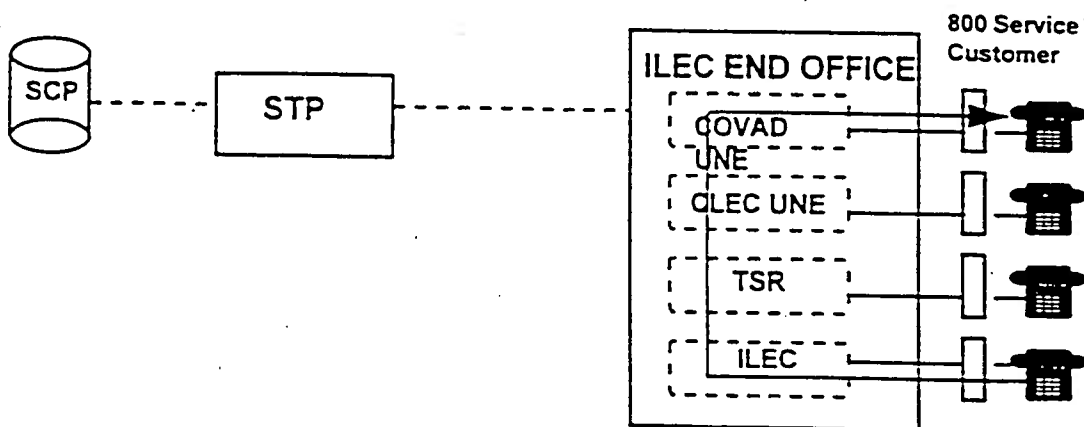 800 Service
Customer
ILEC END OFFICE
SCP
STP
COVAD
UNE
CLEC UNE
TSR
ILEC